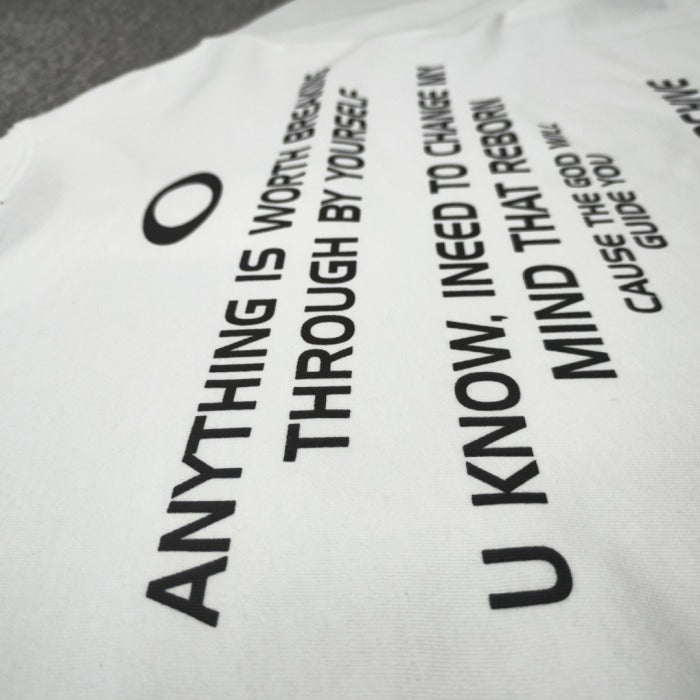 ANYTHING IS WORTH BREAKING
THROUGH BY YOURSELF
U KNOW, INEED TO CHANGE MY
MIND THAT REBORN
CAUSE THE GOD WILL
GUIDE YOU